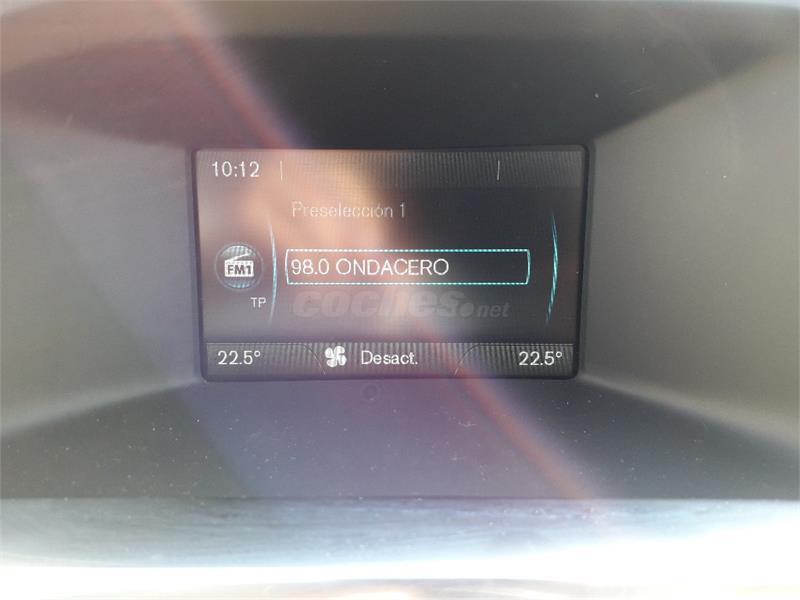 10:12
Preselección 1
98.0 ONDACERO
FM1
TP
coches.net
22.5° Desact. 22.5°